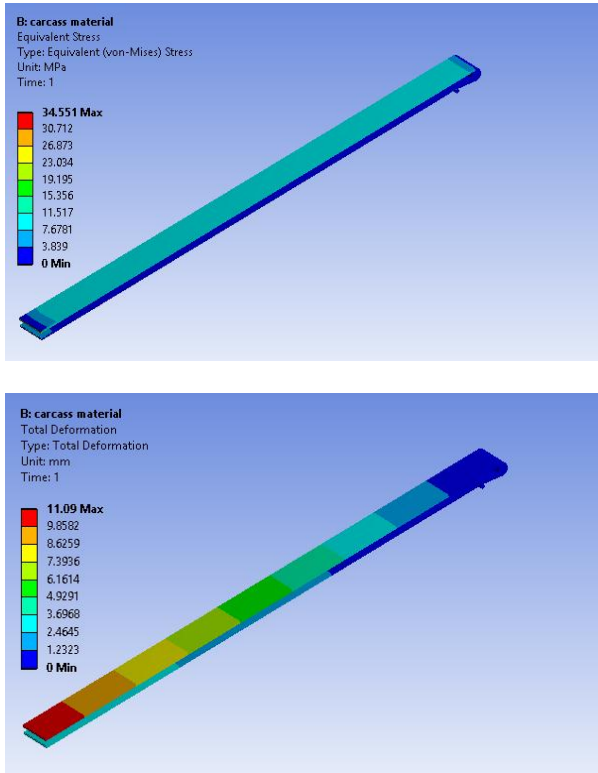 B: carcass material
Equivalent Stress
Type: Equivalent (von-Mises) Stress
Unit: MPa
Time: 1
34.551 Max
30.712
26.873
23.034
19.195
15.356
11.517
7.6781
3.839
0 Min
B: carcass material
Total Deformation
Type: Total Deformation
Unit: mm
Time: 1
11.09 Max
9.8582
8.6259
7.3936
6.1614
4.9291
3.6968
2.4645
1.2323
0 Min